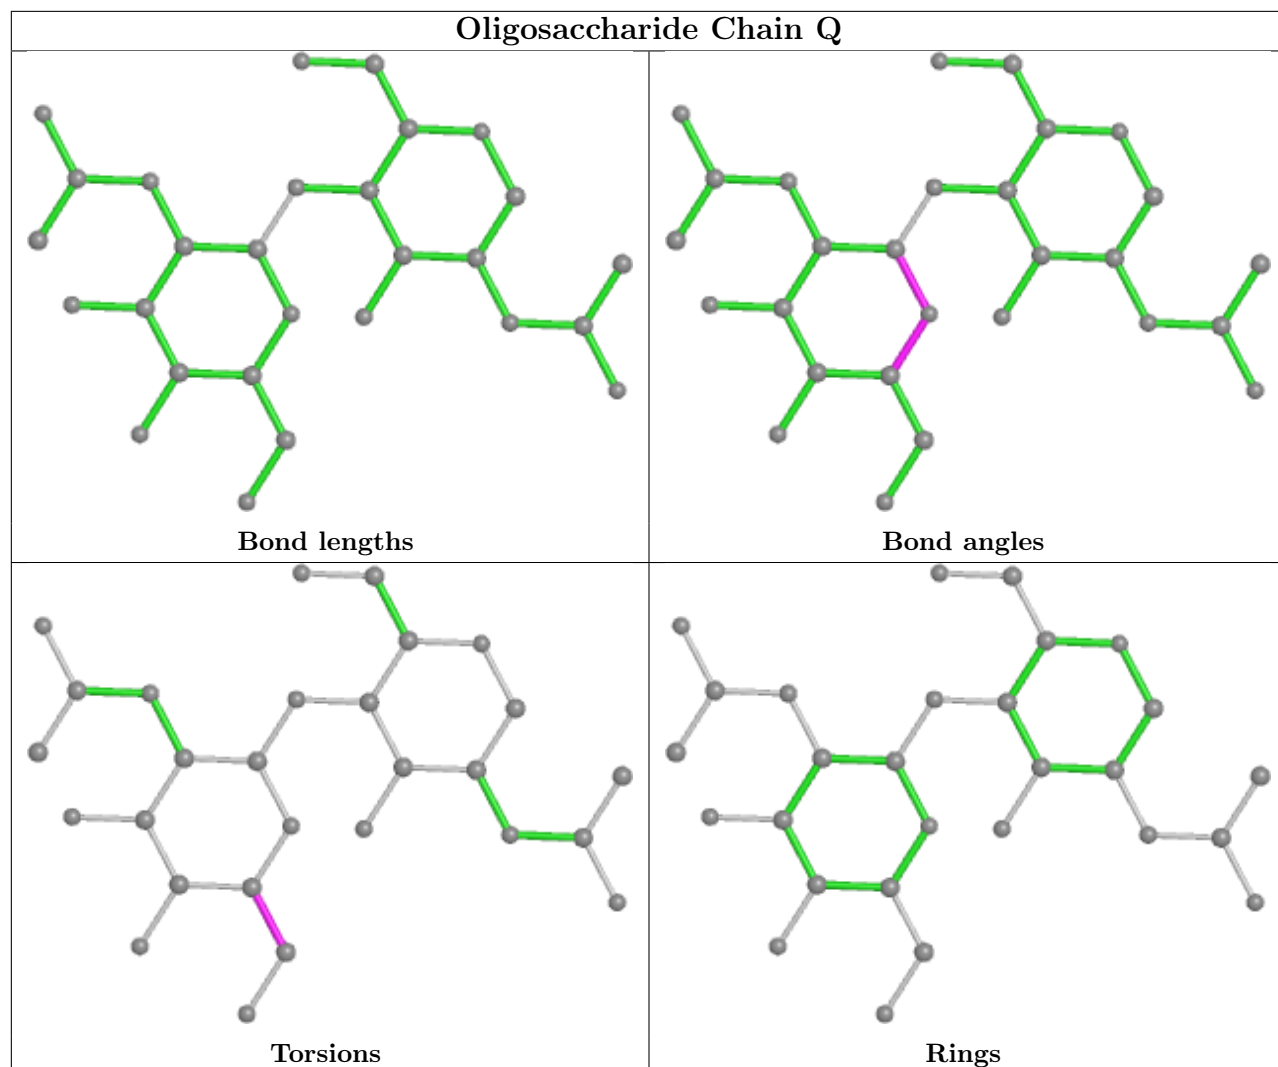 Oligosaccharide Chain Q
Bond lengths
Bond angles
Torsions
Rings